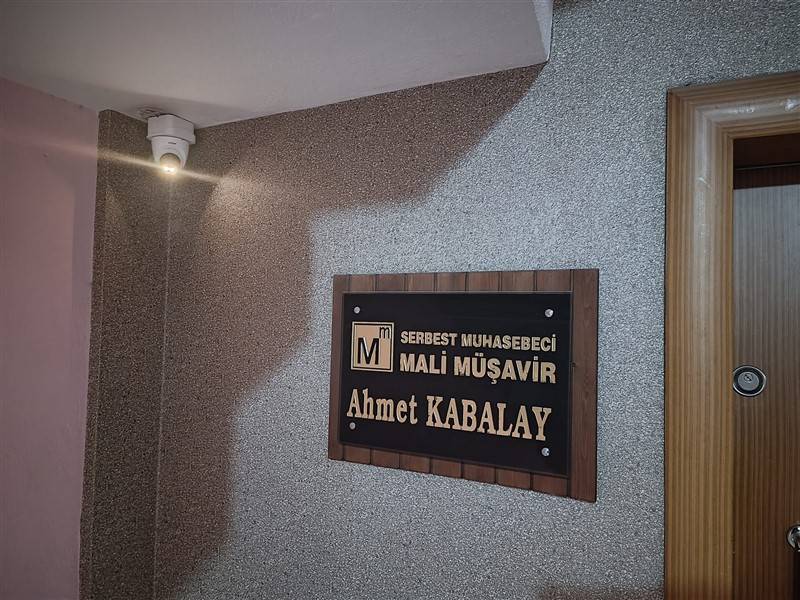 Mm
SERBEST MUHASEBECİ
MALİ MÜŞAVİR
Ahmet KABALAY